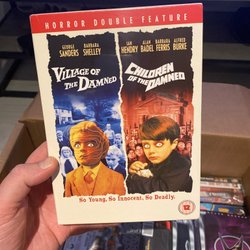 HORROR DOUBLE FEATURE
GEORGE SANDERS BARBARA SHELLEY
VILLAGE OF THE DAMNED
IAN HENDRY ALAN BADEL BARBARA FERRIS ALFRED BURKE
CHILDREN OF THE DAMNED
So Young, So Innocent, So Deadly.
12